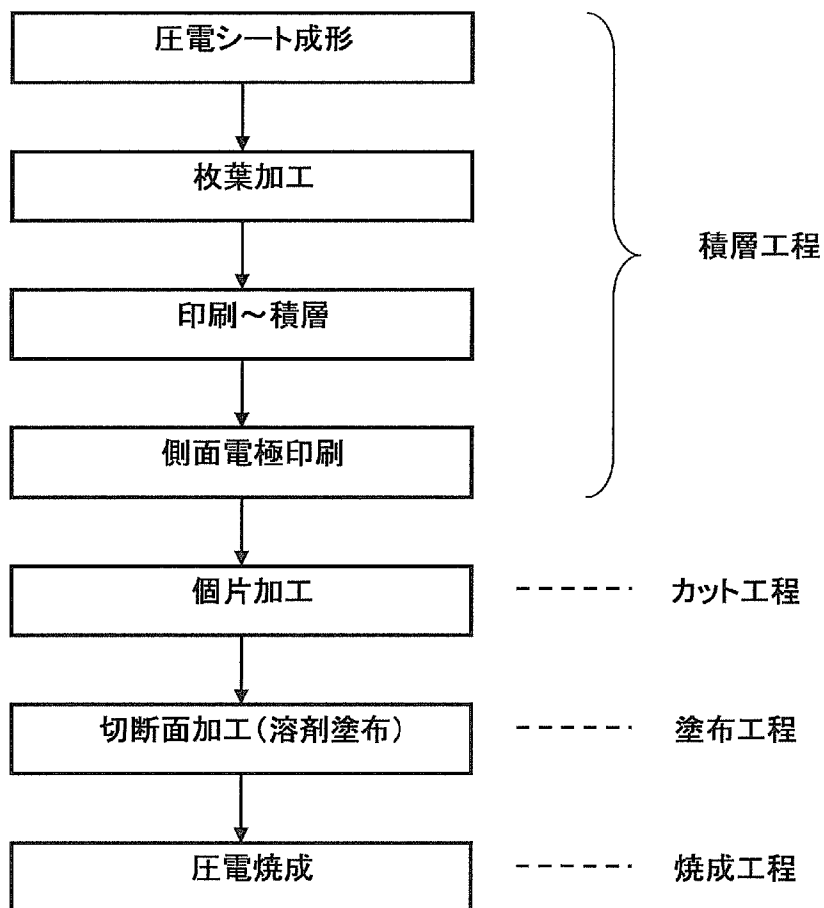 圧電シート成形
枚葉加工
印刷～積層
積層工程
側面電極印刷
個片加工
カット工程
切断面加工(溶剤塗布)
塗布工程
圧電焼成
焼成工程